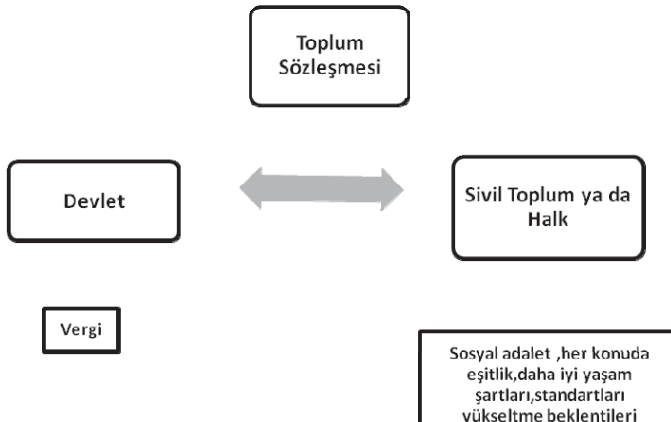 Toplum
Sözleşmesi
Devlet
Sivil Toplum ya da
Halk
Vergi
Sosyal adalet ,her konuda
eşitlik,daha iyi yaşam
şartları,standartları
yükseltme beklentileri